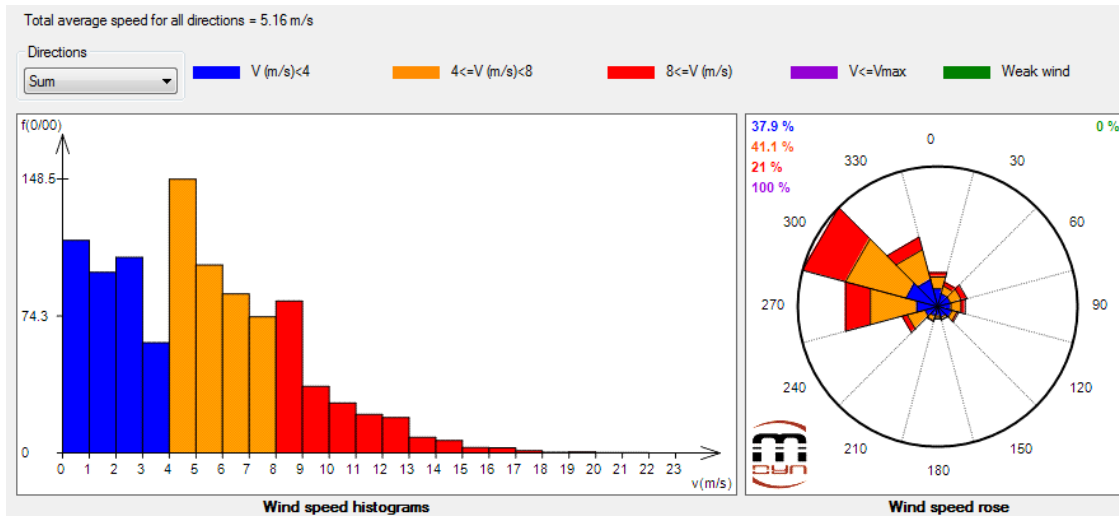 Total average speed for all directions = 5.16 m/s
Directions
Sum
V (m/s)<4
4<=V (m/s)<8
8<=V (m/s)
V<=Vmax
Weak wind
f(0/00)
148.5
74.3
0
0 1 2 3 4 5 6 7 8 9 10 11 12 13 14 15 16 17 18 19 20 21 22 23
v(m/s)
Wind speed histograms
37.9 %
41.1 %
21 %
100 %
0 %
0
30
60
90
120
150
180
210
240
270
300
330
m
cyn
Wind speed rose